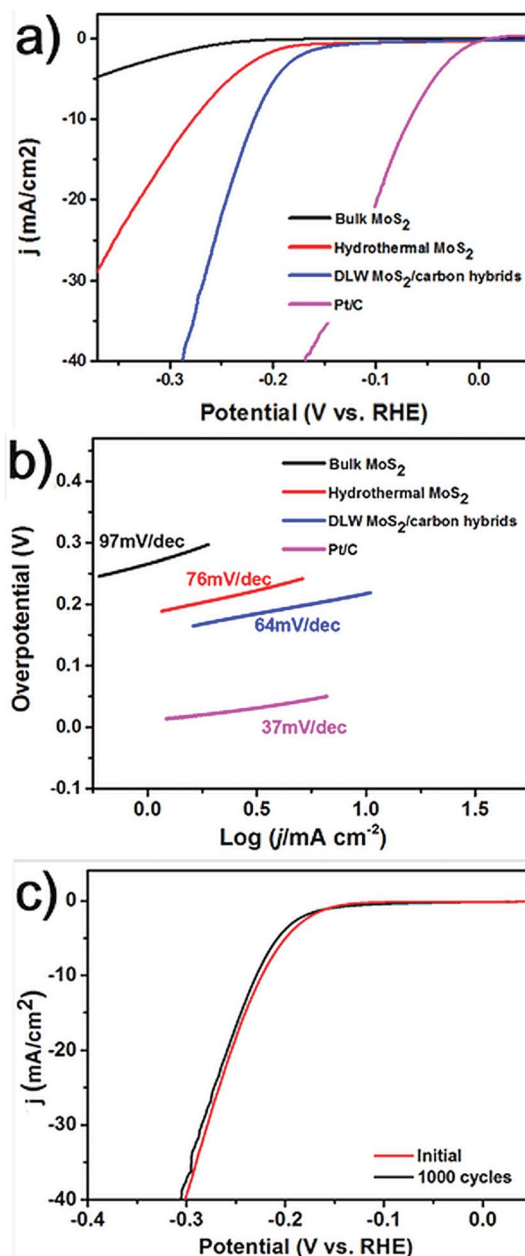 a)
0
-10
-20
-30
-40
j (mA/cm2)
Bulk MoS₂
Hydrothermal MoS₂
DLW MoS₂/carbon hybrids
Pt/C
-0.3
-0.2
-0.1
0.0
Potential (V vs. RHE)
b)
0.4
0.3
0.2
0.1
0.0
-0.1
Overpotential (V)
Bulk MoS₂
Hydrothermal MoS₂
DLW MoS₂/carbon hybrids
Pt/C
97mV/dec
76mV/dec
64mV/dec
37mV/dec
0.0
0.5
1.0
1.5
Log (j/mA cm⁻²)
c)
0
-10
-20
-30
-40
j (mA/cm²)
Initial
1000 cycles
-0.4
-0.3
-0.2
-0.1
0.0
Potential (V vs. RHE)